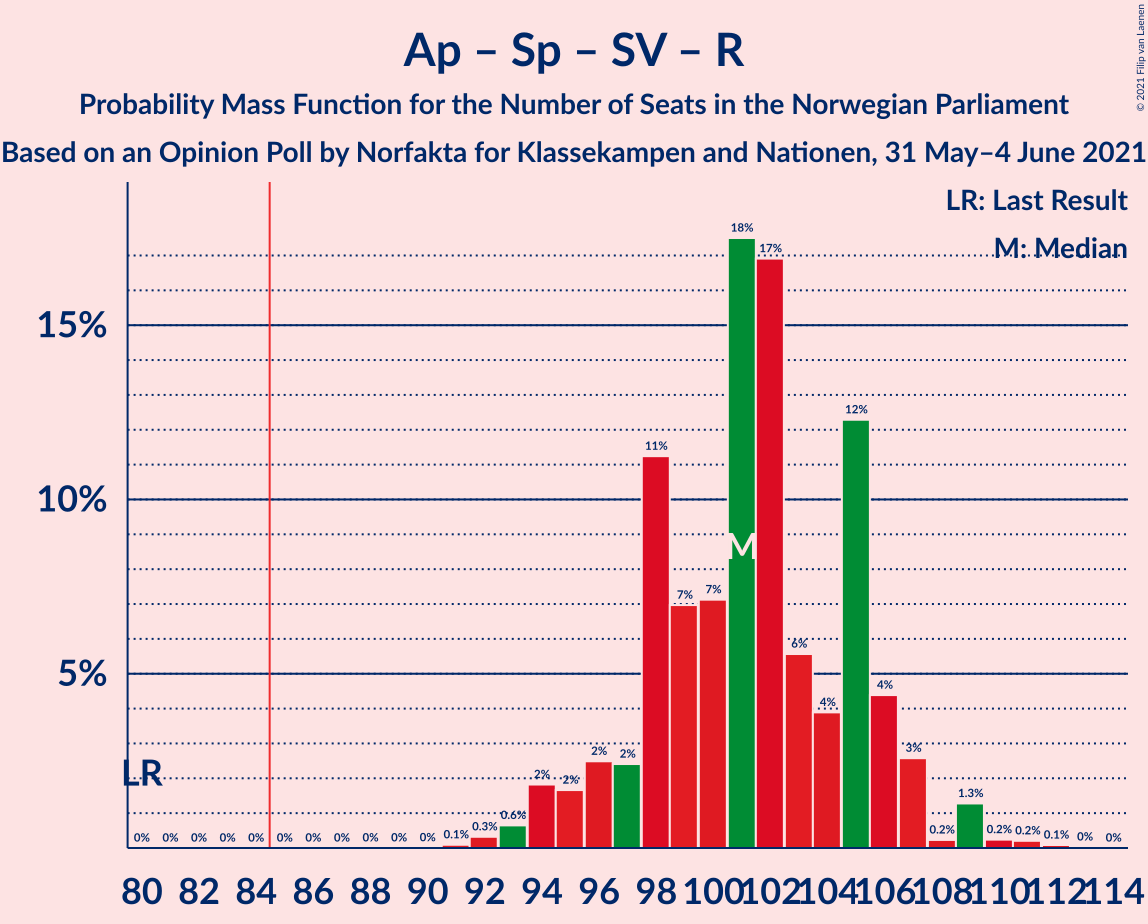 Ap – Sp – SV – R
Probability Mass Function for the Number of Seats in the Norwegian Parliament
Based on an Opinion Poll by Norfakta for Klassekampen and Nationen, 31 May–4 June 2021
© 2021 Filip van Laenen
LR: Last Result
M: Median
15%
10%
5%
LR
M
0% 0% 0% 0% 0% 0% 0% 0% 0% 0% 0% 0.1% 0.3% 0.6% 2% 2% 2% 2% 11% 7% 7% 18% 17% 6% 4% 12% 4% 3% 0.2% 1.3% 0.2% 0.2% 0.1% 0% 0%
80 82 84 86 88 90 92 94 96 98 100 102 104 106 108 110 112 114